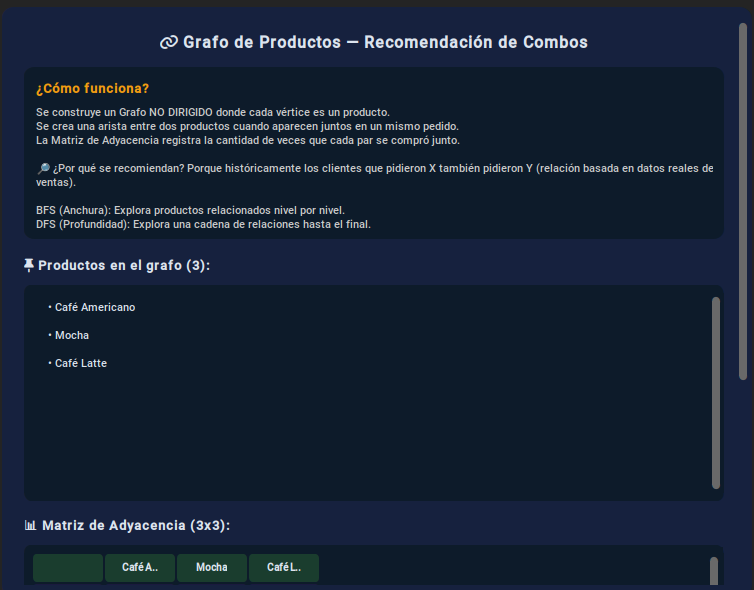 Grafo de Productos — Recomendación de Combos
¿Cómo funciona?
Se construye un Grafo NO DIRIGIDO donde cada vértice es un producto.
Se crea una arista entre dos productos cuando aparecen juntos en un mismo pedido.
La Matriz de Adyacencia registra la cantidad de veces que cada par se compró junto.
🔎 ¿Por qué se recomiendan? Porque históricamente los clientes que pidieron X también pidieron Y (relación basada en datos reales de
ventas).
BFS (Anchura): Explora productos relacionados nivel por nivel.
DFS (Profundidad): Explora una cadena de relaciones hasta el final.
Productos en el grafo (3):
• Café Americano
• Mocha
• Café Latte
Matriz de Adyacencia (3x3):
Café A.. Mocha Café L..